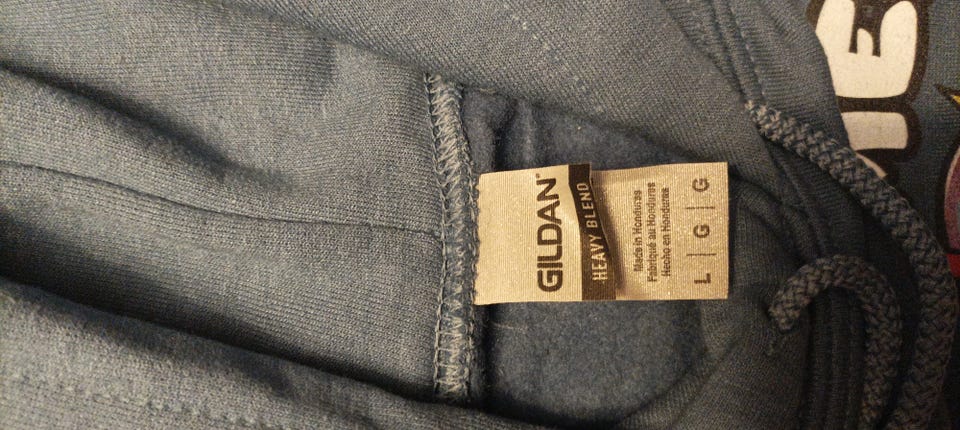 GILDAN®
HEAVY BLEND
Made in Honduras
Fabriqué au Honduras
Hecho en Honduras
L | G | G